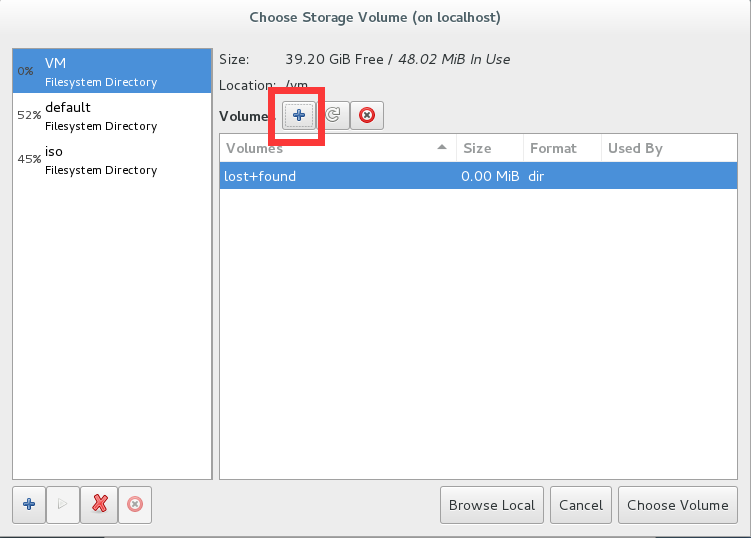 Choose Storage Volume (on localhost)
0% VM
Filesystem Directory
52% default
Filesystem Directory
45% iso
Filesystem Directory
Size: 39.20 GiB Free / 48.02 MiB In Use
Location: /vm
Volumes
Volumes Size Format Used By
lost+found 0.00 MiB dir
Browse Local Cancel Choose Volume